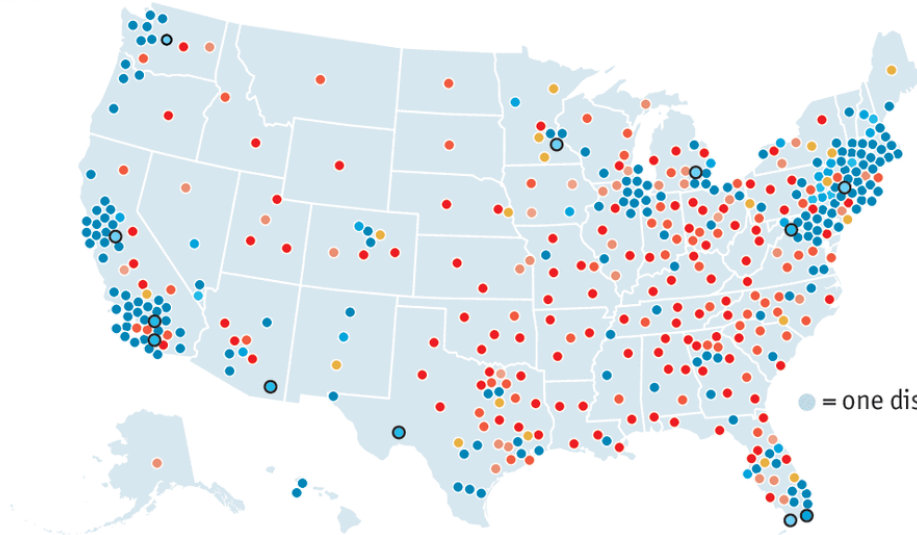 = one dis